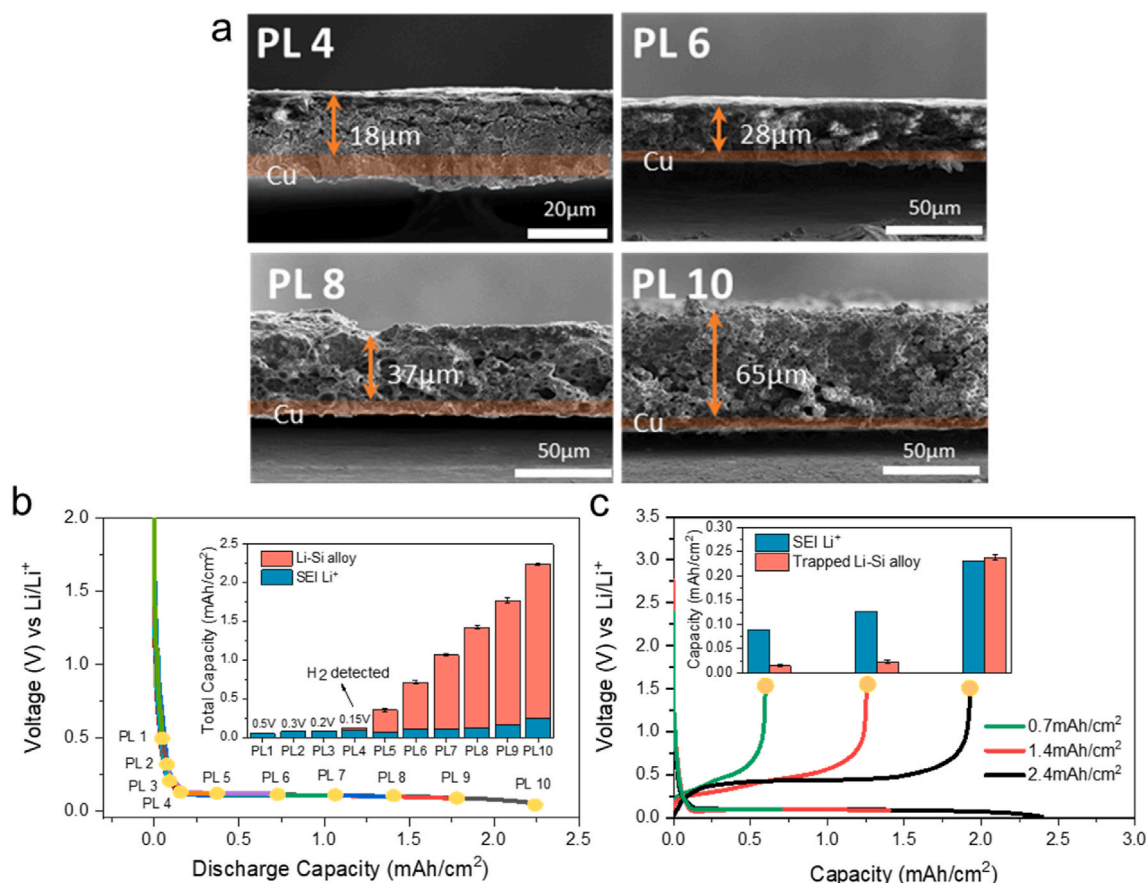 a
PL 4
18μm
Cu
20μm
PL 6
28μm
Cu
50μm
PL 8
37μm
Cu
50μm
PL 10
65μm
Cu
50μm
b
Voltage (V) vs Li/Li⁺
2.0
1.5
1.0
0.5
0.0
0.0 0.5 1.0 1.5 2.0 2.5
Discharge Capacity (mAh/cm²)
PL 1
PL 2
PL 3
PL 4
PL 5
PL 6
PL 7
PL 8
PL 9
PL 10
Total Capacity (mAh/cm²)
2.5
2.0
1.5
1.0
0.5
0.0
Li-Si alloy
SEI Li⁺
H₂ detected
0.5V 0.3V 0.2V 0.15V
PL1 PL2 PL3 PL4 PL5 PL6 PL7 PL8 PL9 PL10
c
Voltage (V) vs Li/Li⁺
3.5
3.0
2.5
2.0
1.5
1.0
0.5
0.0
0.0 0.5 1.0 1.5 2.0 2.5 3.0
Capacity (mAh/cm²)
Capacity (mAh/cm²)
0.30
0.25
0.20
0.15
0.10
0.05
0.00
SEI Li⁺
Trapped Li-Si alloy
0.7mAh/cm²
1.4mAh/cm²
2.4mAh/cm²